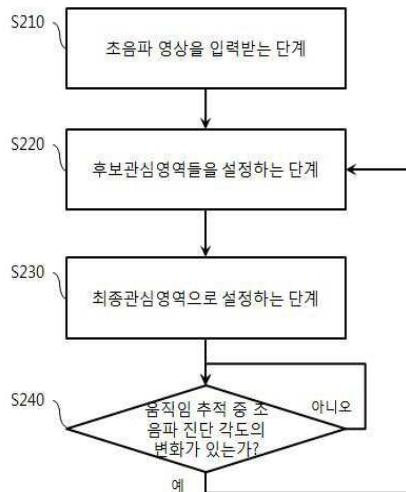 S210
초음파 영상을 입력받는 단계
S220
후보관심영역들을 설정하는 단계
S230
최종관심영역으로 설정하는 단계
S240
움직임 추적 중 초
음파 진단 각도의
변화가 있는가?
아니오
예